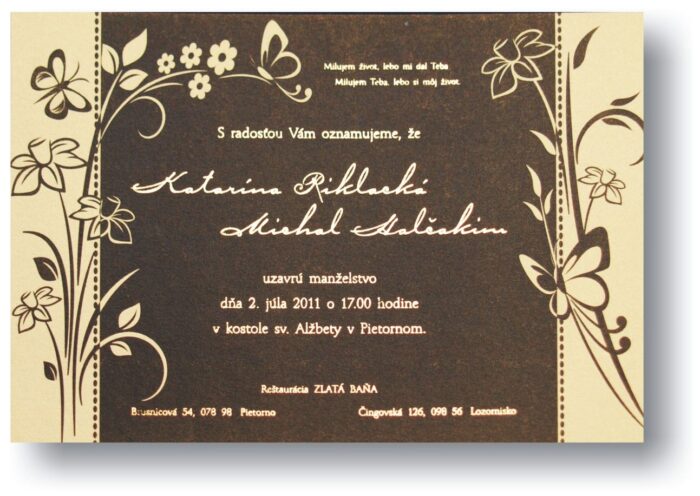 Milujem život, lebo mi dal Teba.
Milujem Teba, lebo si môj život.
S radosťou Vám oznamujeme, že
Katarína Riklacká
Michal Halčakim
uzavrú manželstvo
dňa 2. júla 2011 o 17.00 hodine
v kostole sv. Alžbety v Pietornom.
Reštaurácia ZLATÁ BAŇA
Brusnicová 54, 078 98 Pietorno
Čingovská 126, 098 56 Lozornisko